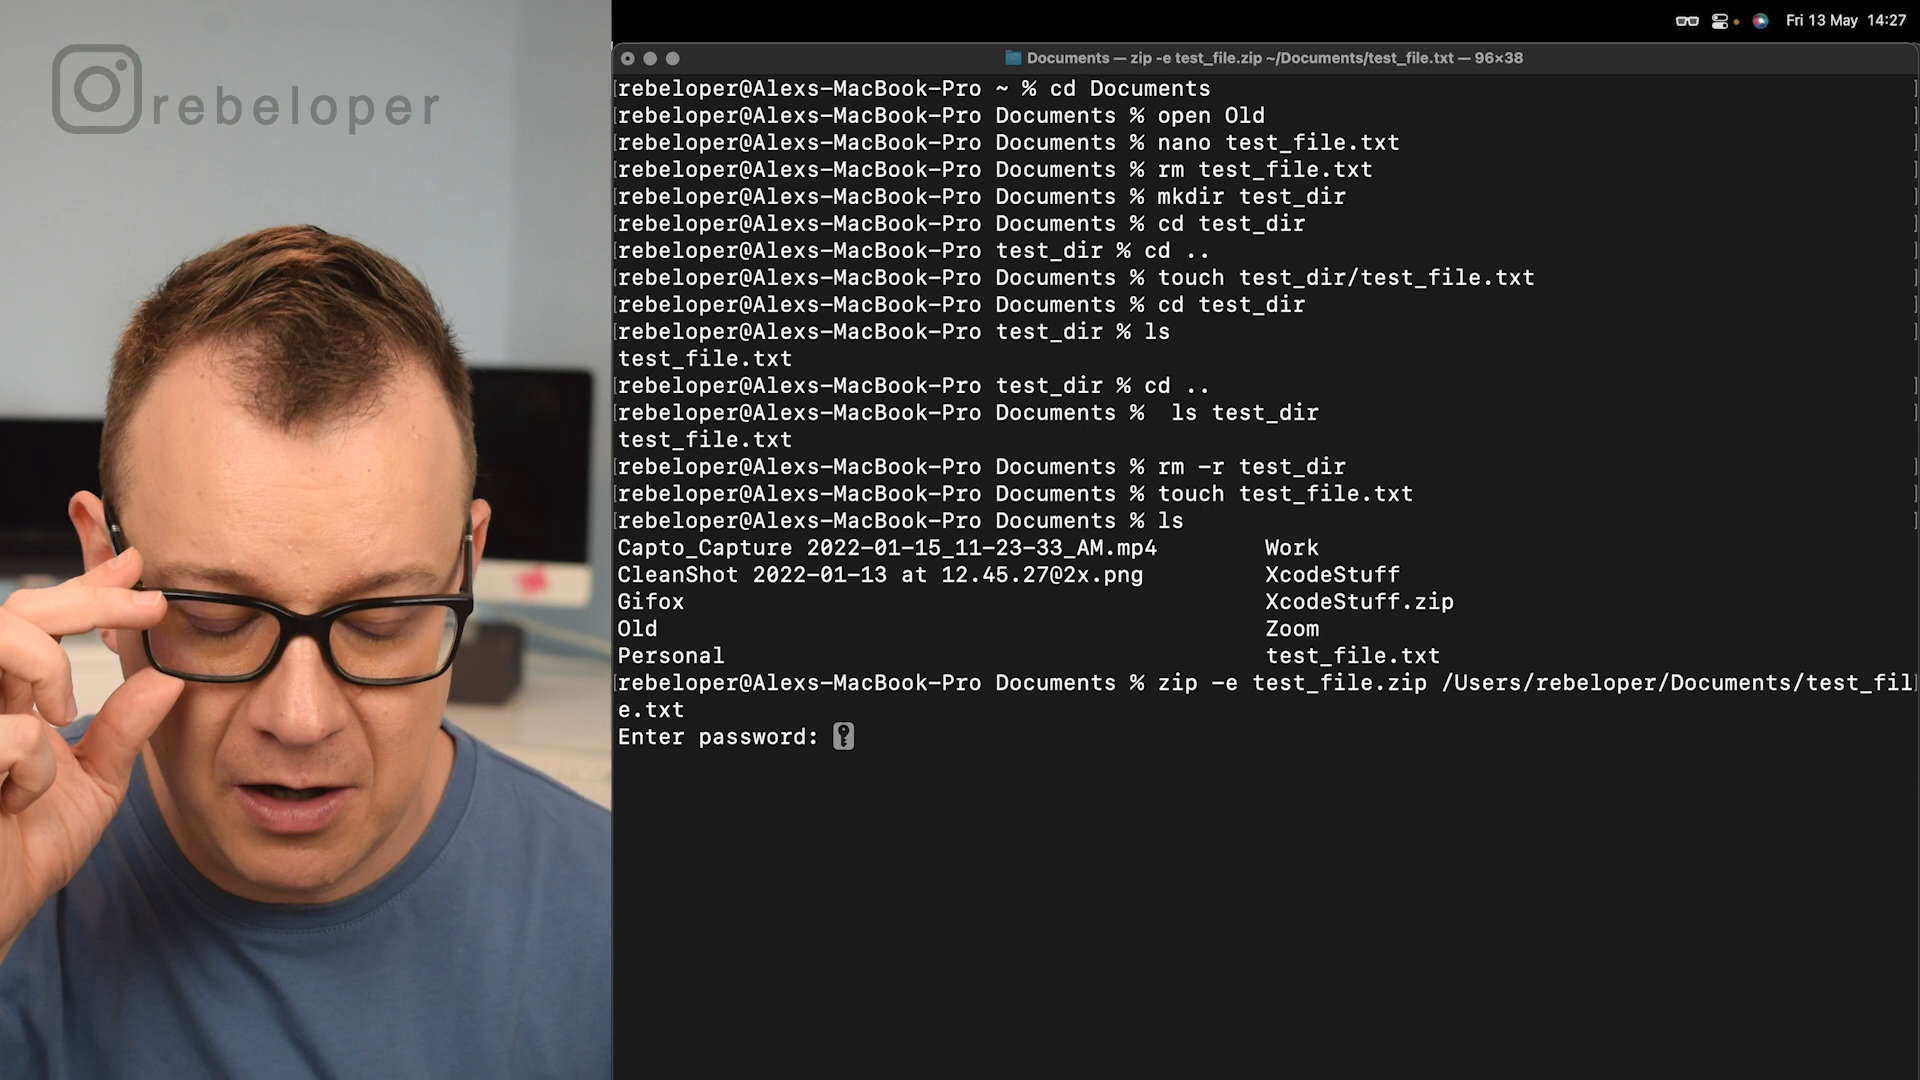 rebeloper
Fri 13 May 14:27
Documents — zip -e test_file.zip ~/Documents/test_file.txt — 96×38
rebeloper@Alexs-MacBook-Pro ~ % cd Documents
rebeloper@Alexs-MacBook-Pro Documents % open Old
rebeloper@Alexs-MacBook-Pro Documents % nano test_file.txt
rebeloper@Alexs-MacBook-Pro Documents % rm test_file.txt
rebeloper@Alexs-MacBook-Pro Documents % mkdir test_dir
rebeloper@Alexs-MacBook-Pro Documents % cd test_dir
rebeloper@Alexs-MacBook-Pro test_dir % cd ..
rebeloper@Alexs-MacBook-Pro Documents % touch test_dir/test_file.txt
rebeloper@Alexs-MacBook-Pro Documents % cd test_dir
rebeloper@Alexs-MacBook-Pro test_dir % ls
test_file.txt
rebeloper@Alexs-MacBook-Pro test_dir % cd ..
rebeloper@Alexs-MacBook-Pro Documents %  ls test_dir
test_file.txt
rebeloper@Alexs-MacBook-Pro Documents % rm -r test_dir
rebeloper@Alexs-MacBook-Pro Documents % touch test_file.txt
rebeloper@Alexs-MacBook-Pro Documents % ls
Capto_Capture 2022-01-15_11-23-33_AM.mp4 Work
CleanShot 2022-01-13 at 12.45.27@2x.png XcodeStuff
Gifox XcodeStuff.zip
Old Zoom
Personal test_file.txt
rebeloper@Alexs-MacBook-Pro Documents % zip -e test_file.zip /Users/rebeloper/Documents/test_fil
e.txt
Enter password: